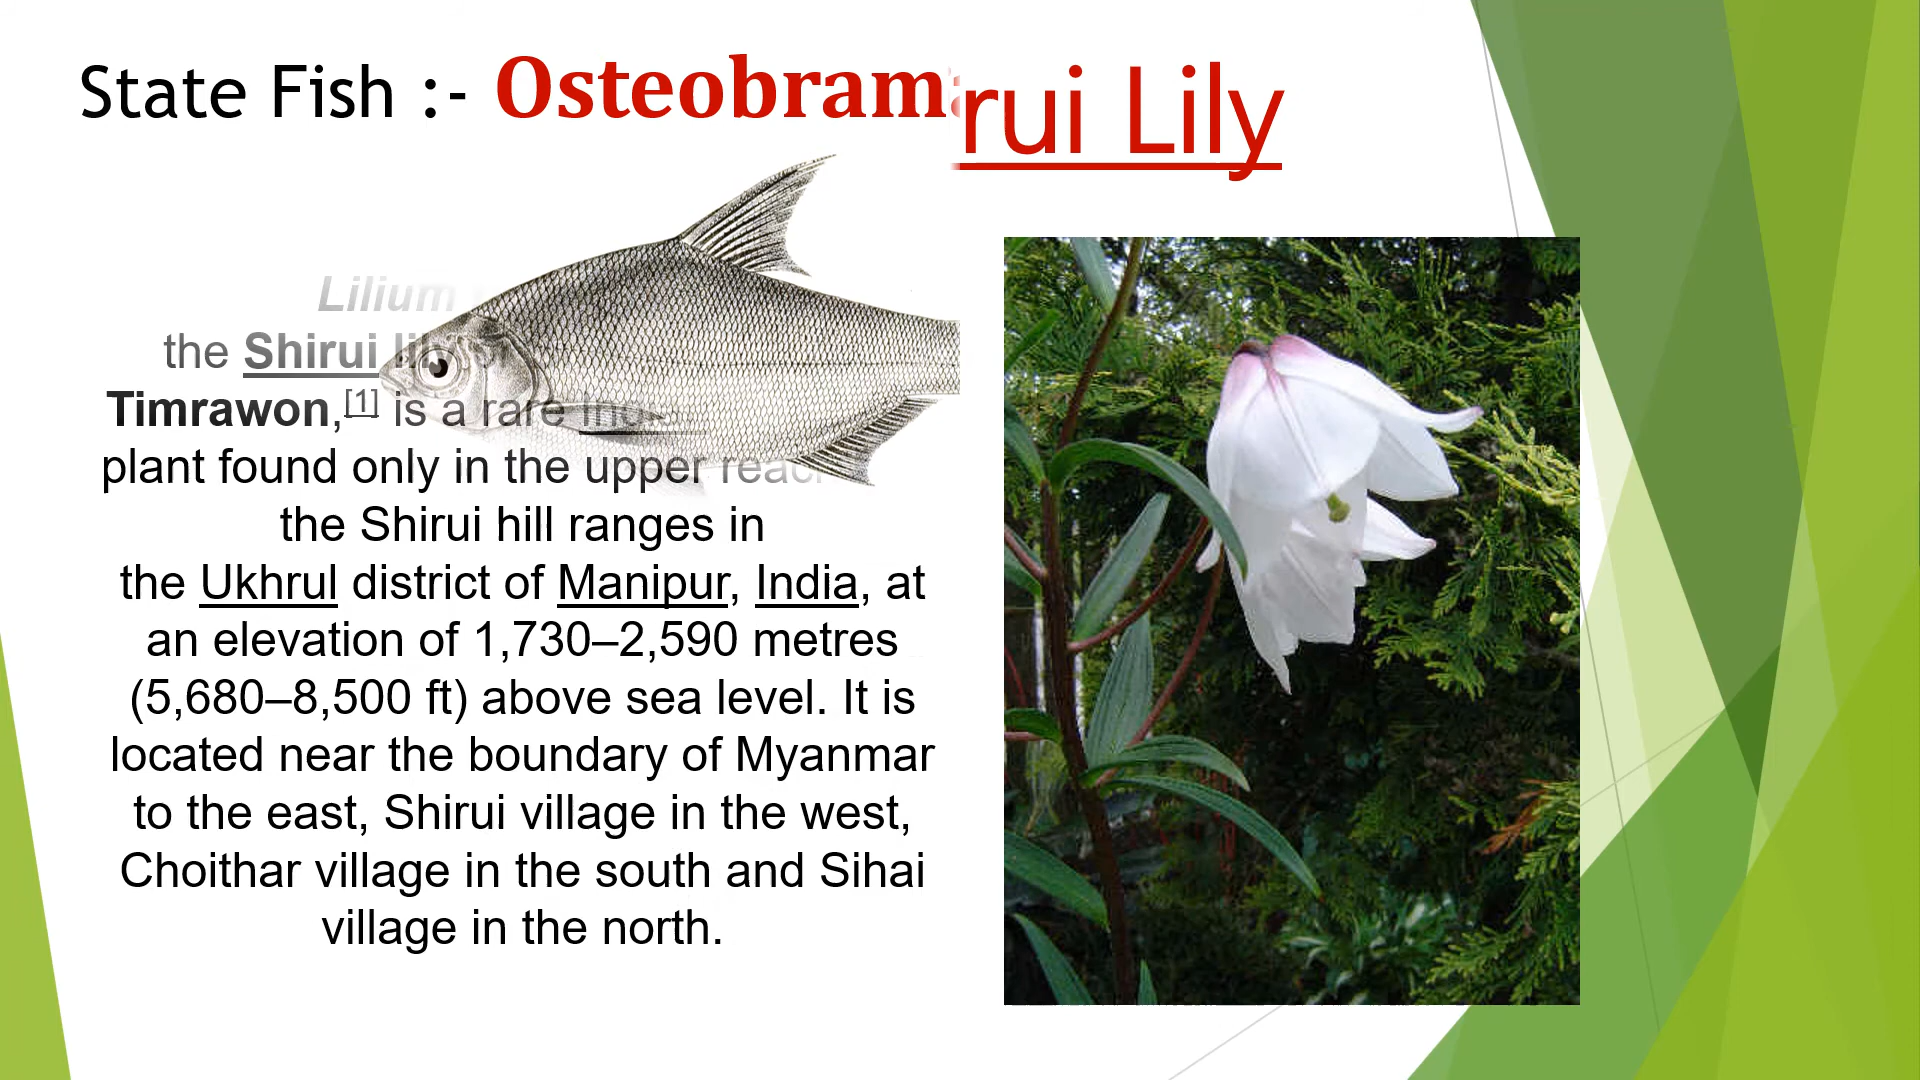 State Fish :- Osteobrama
rui Lily
Lilium
the Shirui lily or
Timrawon,[1] is a rare
plant found only in the upper
the Shirui hill ranges in
the Ukhrul district of Manipur, India, at
an elevation of 1,730–2,590 metres
(5,680–8,500 ft) above sea level. It is
located near the boundary of Myanmar
to the east, Shirui village in the west,
Choithar village in the south and Sihai
village in the north.